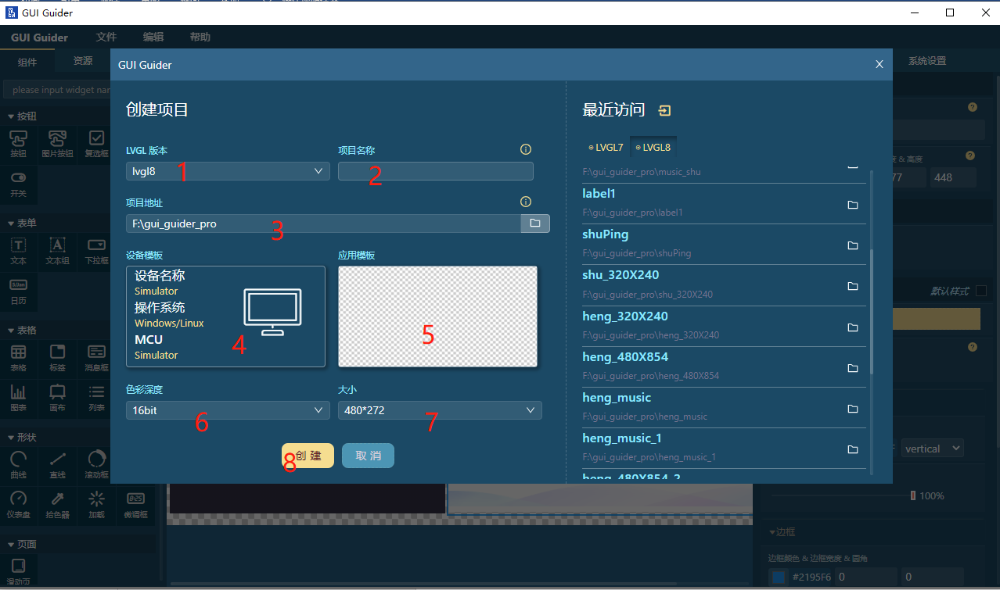 GUI Guider
GUI Guider 文件 编辑 帮助
组件 资源 系统设置
please input widget nar
按钮
按钮 图片按钮 复选框
开关
表单
文本 文本组 下拉框
日历
表格
表格 标签 消息框
图表 画布 列表
形状
曲线 直线 滚动框
仪表盘 拾色器 加载 微调框
页面
滑动页
GUI Guider X
创建项目
LVGL 版本 项目名称
lvgl8 1 2
项目地址
F:\gui_guider_pro 3
设备模板 应用模板
设备名称
Simulator
操作系统
Windows/Linux
MCU
Simulator
4 5
色彩深度 大小
16bit 6 480*272 7
8 创 建 取 消
最近访问
LVGL7 LVGL8
F:\gui_guider_pro\music_shu
label1
F:\gui_guider_pro\label1
shuPing
F:\gui_guider_pro\shuPing
shu_320X240
F:\gui_guider_pro\shu_320X240
heng_320X240
F:\gui_guider_pro\heng_320X240
heng_480X854
F:\gui_guider_pro\heng_480X854
heng_music
F:\gui_guider_pro\heng_music
heng_music_1
F:\gui_guider_pro\heng_music_1
heng_480X854_2
度 & 高度
77 448
默认样式
vertical
100%
边框
边框颜色 & 边框宽度 & 圆角
#2195F6 0 0